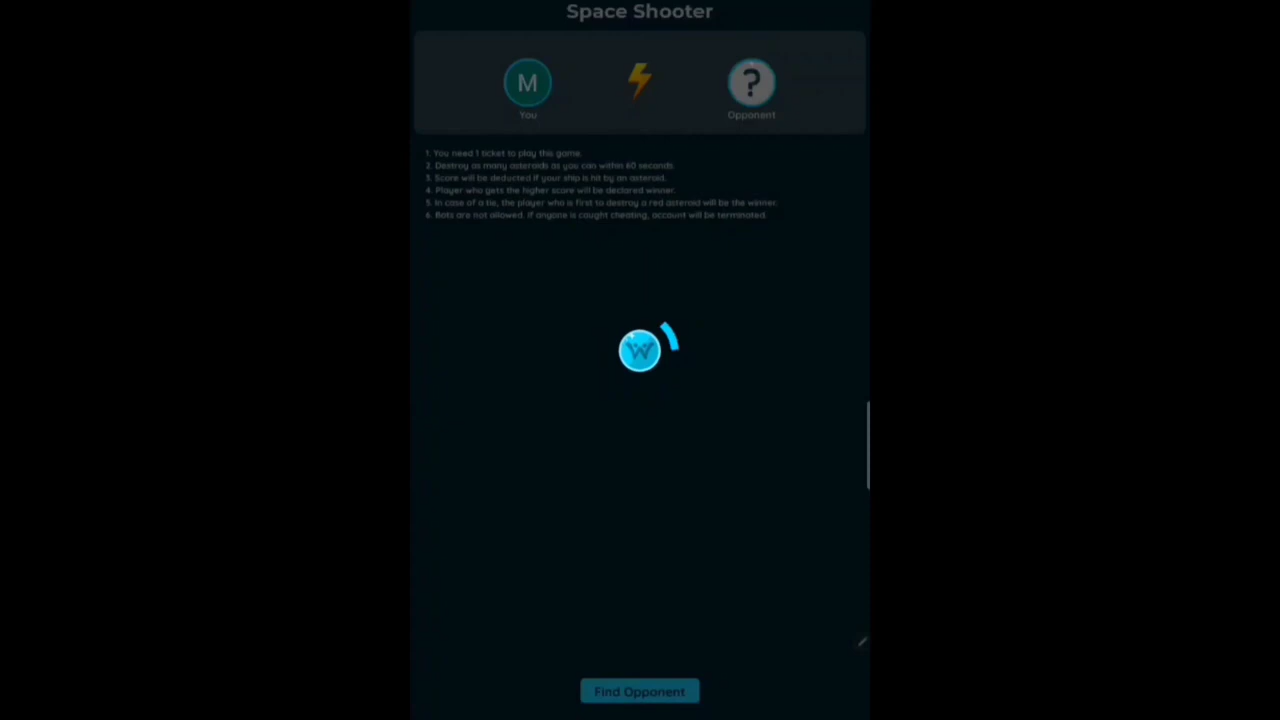 Space Shooter
M
?
You
Opponent
1. You need 1 ticket to play this game.
2. Destroy as many asteroids as you can within 60 seconds.
3. Score will be deducted if your ship is hit by an asteroid.
4. Player who gets the higher score will be declared winner.
5. In case of a tie, the player who is first to destroy a red asteroid will be the winner.
6. Bots are not allowed. If anyone is caught cheating, account will be terminated.
W
Find Opponent